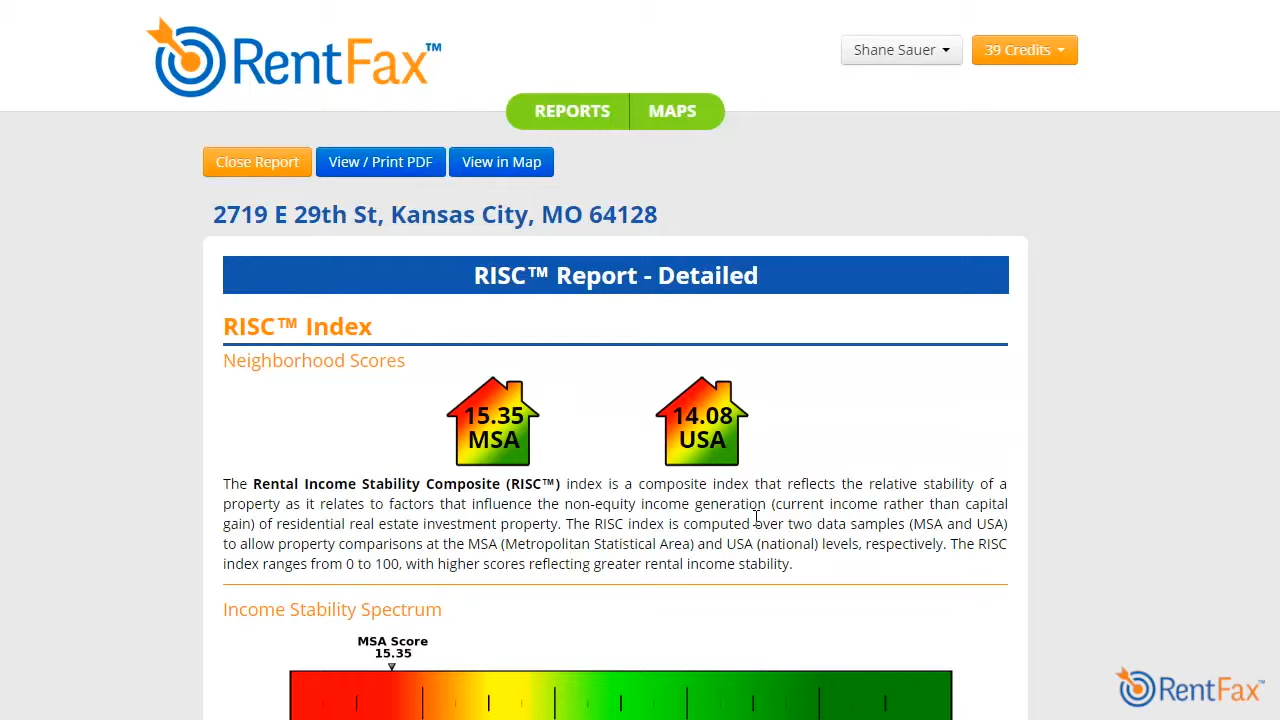 RentFax™
Shane Sauer
39 Credits
REPORTS MAPS
Close Report View / Print PDF View in Map
2719 E 29th St, Kansas City, MO 64128
RISC™ Report - Detailed
RISC™ Index
Neighborhood Scores
15.35 MSA
14.08 USA
The Rental Income Stability Composite (RISC™) index is a composite index that reflects the relative stability of a
property as it relates to factors that influence the non-equity income generation (current income rather than capital
gain) of residential real estate investment property. The RISC index is computed over two data samples (MSA and USA)
to allow property comparisons at the MSA (Metropolitan Statistical Area) and USA (national) levels, respectively. The RISC
index ranges from 0 to 100, with higher scores reflecting greater rental income stability.
Income Stability Spectrum
MSA Score
15.35
RentFax™